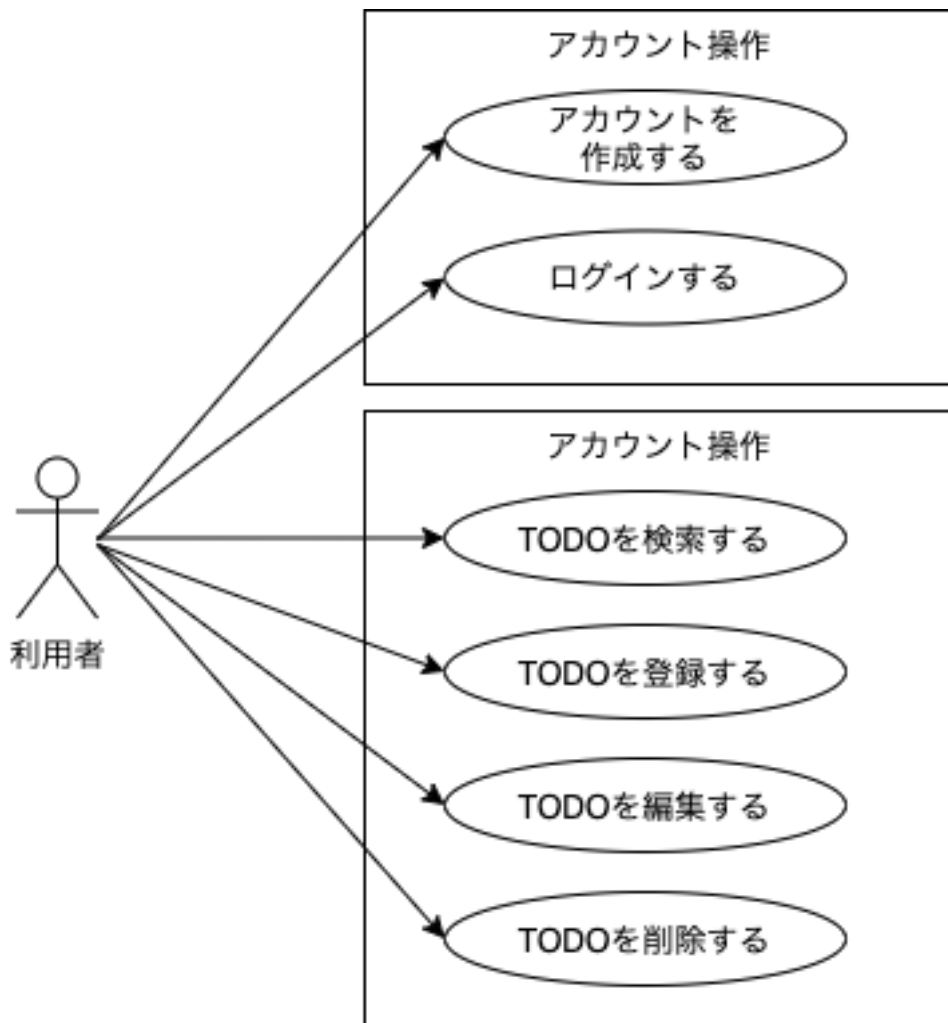 アカウント操作
アカウントを
作成する
ログインする
アカウント操作
TODOを検索する
TODOを登録する
TODOを編集する
TODOを削除する
利用者